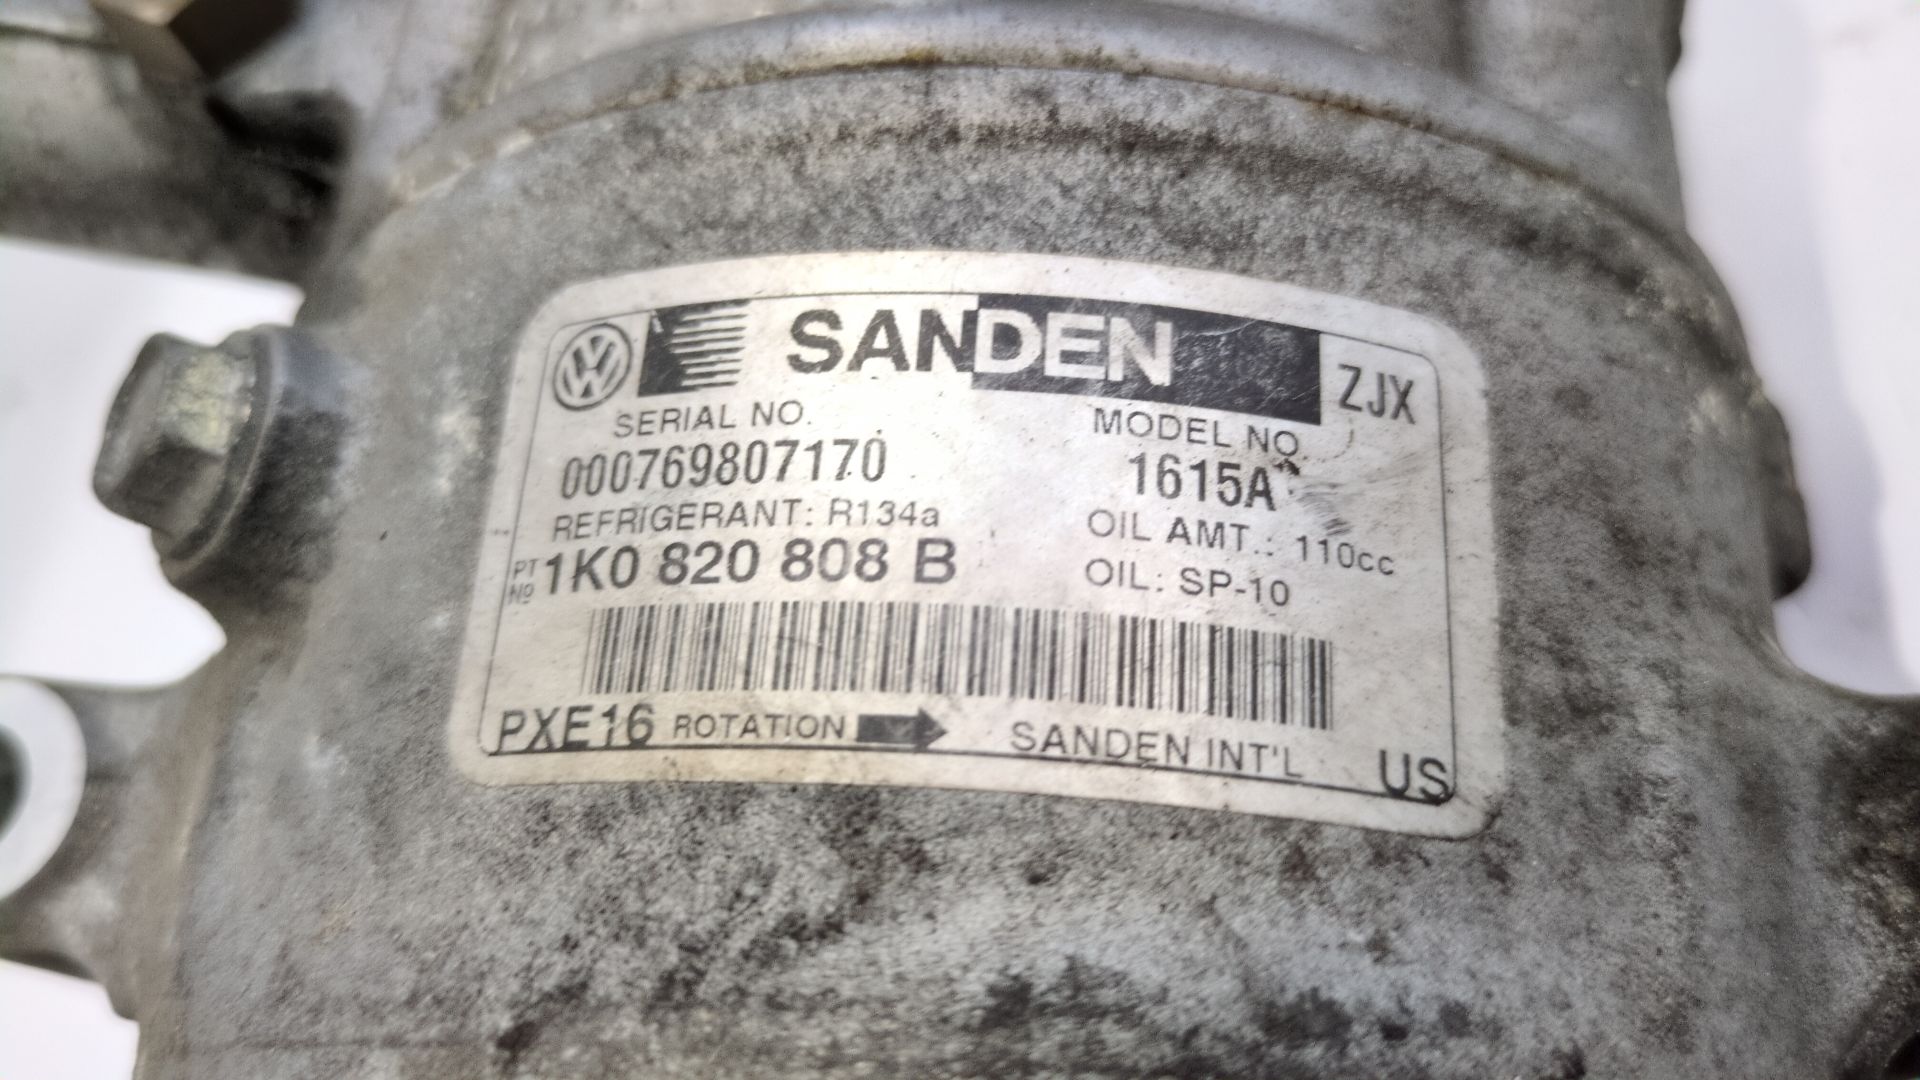 SANDEN ZJX
SERIAL NO. MODEL NO.
000769807170 1615A
REFRIGERANT: R134a OIL AMT.: 110cc
PT NO 1K0 820 808 B OIL: SP-10
PXE16 ROTATION SANDEN INT'L US